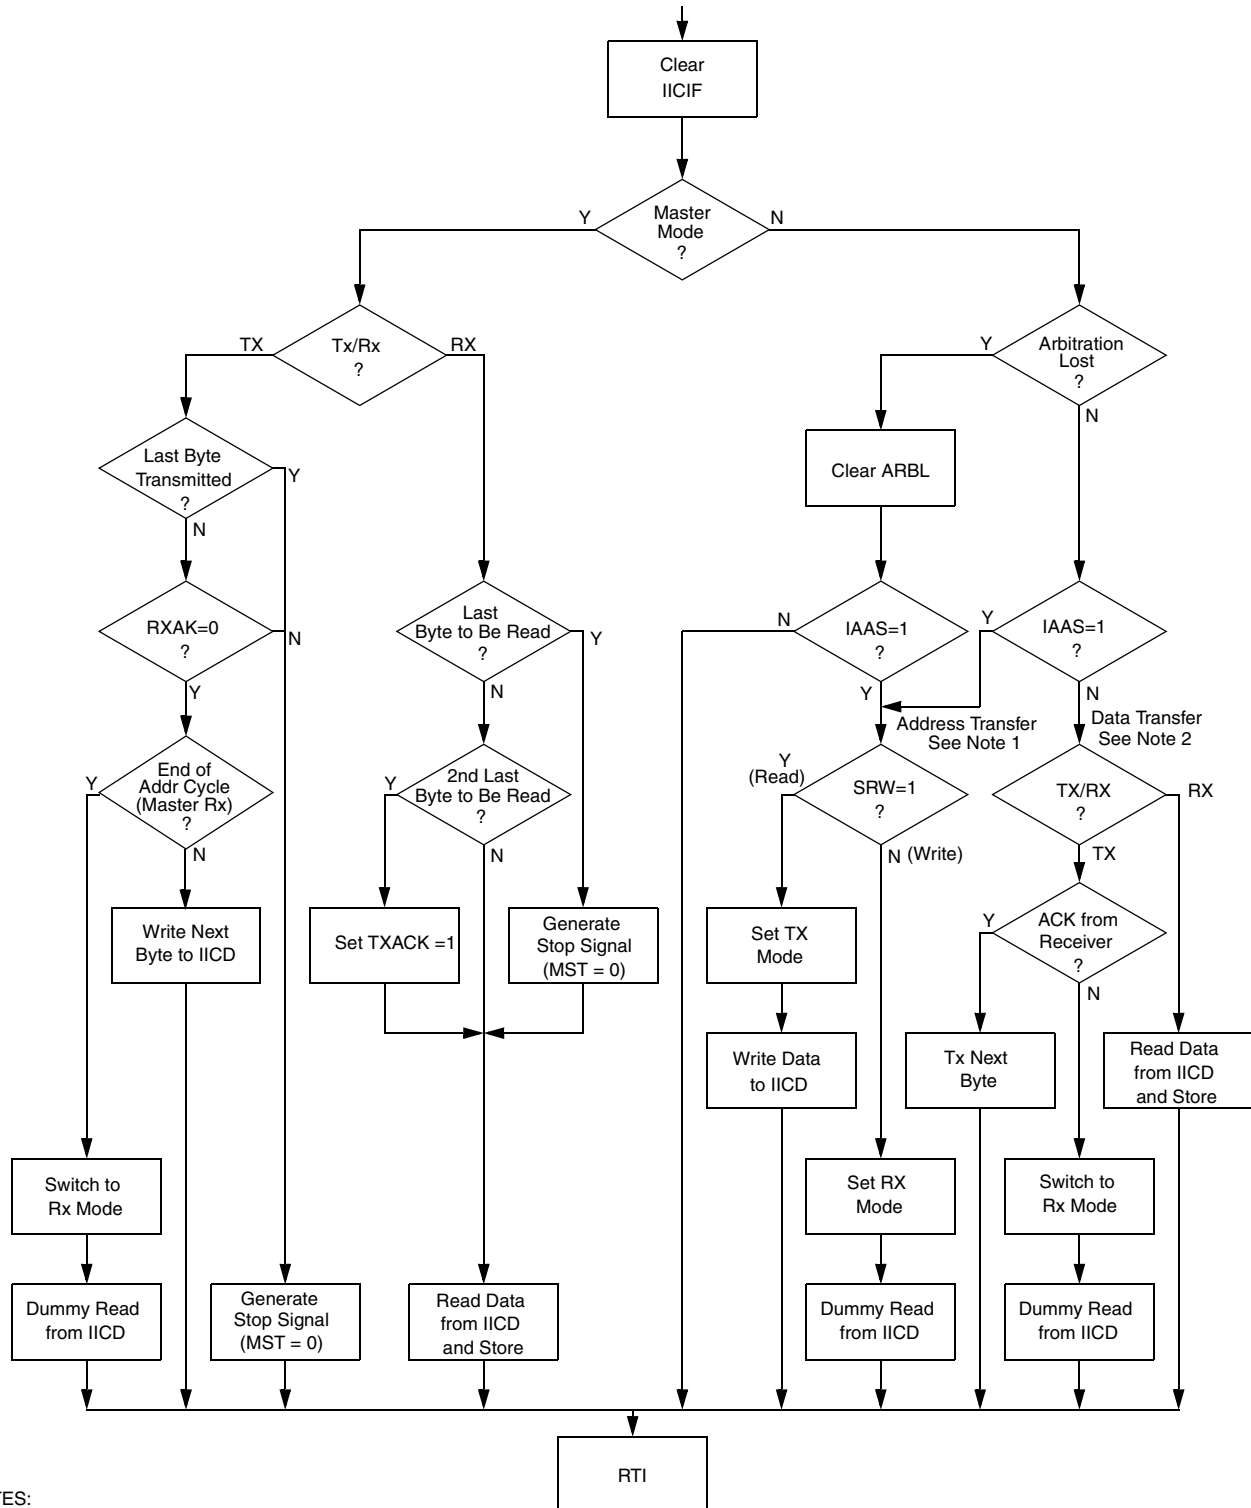 Clear
IICIF
Master
Mode
?
Y
N
Tx/Rx
?
TX
RX
Arbitration
Lost
?
Y
N
Last Byte
Transmitted
?
Y
N
Clear ARBL
RXAK=0
?
N
Y
Last
Byte to Be Read
?
Y
N
IAAS=1
?
N
Y
IAAS=1
?
Y
N
Address Transfer
See Note 1
Data Transfer
See Note 2
End of
Addr Cycle
(Master Rx)
?
Y
N
2nd Last
Byte to Be Read
?
Y
N
SRW=1
?
Y
(Read)
N (Write)
TX/RX
?
RX
TX
Write Next
Byte to IICD
Set TXACK =1
Generate
Stop Signal
(MST = 0)
Set TX
Mode
ACK from
Receiver
?
Y
N
Write Data
to IICD
Tx Next
Byte
Read Data
from IICD
and Store
Switch to
Rx Mode
Set RX
Mode
Switch to
Rx Mode
Dummy Read
from IICD
Generate
Stop Signal
(MST = 0)
Read Data
from IICD
and Store
Dummy Read
from IICD
Dummy Read
from IICD
RTI
TES: